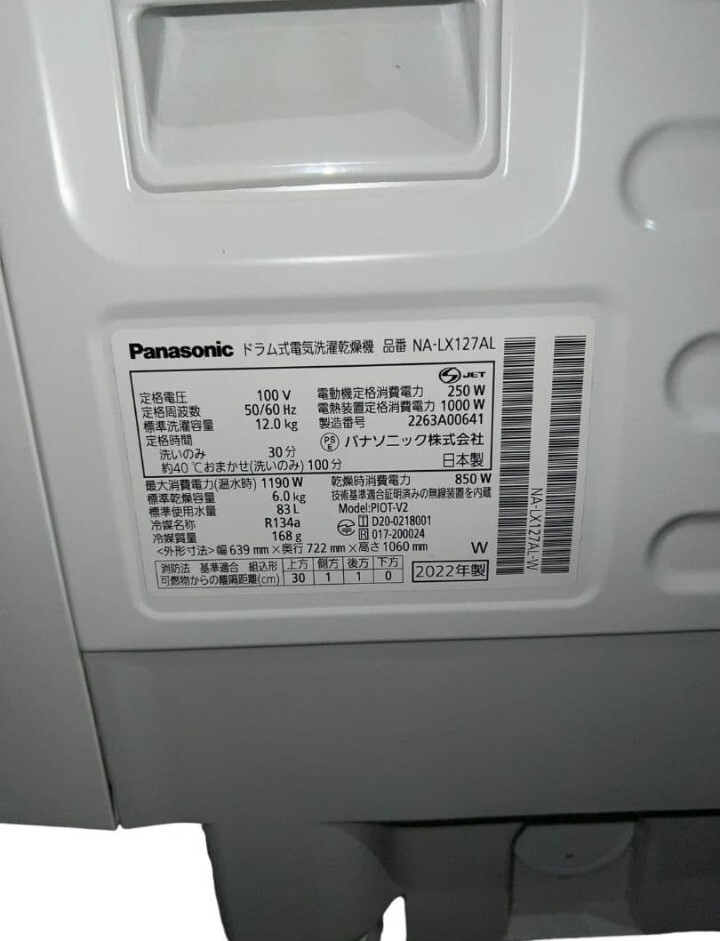 Panasonic ドラム式電気洗濯乾燥機 品番 NA-LX127AL
JET
定格電圧 100 V
定格周波数 50/60 Hz
標準洗濯容量 12.0 kg
定格時間
洗いのみ 30 分
約40 ℃おまかせ(洗いのみ) 100 分
電動機定格消費電力 250 W
電熱装置定格消費電力 1000 W
製造番号 2263A00641
PSE パナソニック株式会社
日本製
最大消費電力(温水時) 1190 W
標準乾燥容量 6.0 kg
標準使用水量 83 L
冷媒名称 R134a
冷媒質量 168 g
乾燥時消費電力 850 W
技術基準適合証明済みの無線装置を内蔵
Model:PIOT-V2
T D20-0218001
R 017-200024
<外形寸法> 幅 639 mm × 奥行 722 mm × 高さ 1060 mm
W
消防法 基準適合 組込形 上方 側方 後方 下方
可燃物からの離隔距離(cm) 30 1 1 0
2022年製
NA-LX127AL-W